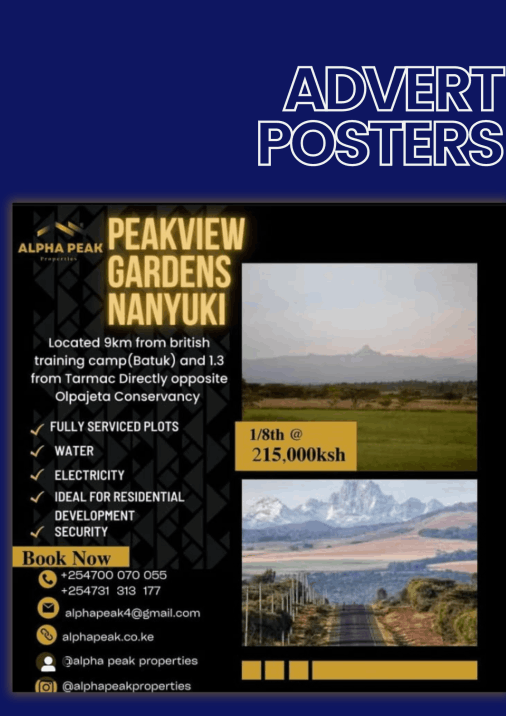 ADVERT
POSTERS
ALPHA PEAK
Properties
PEAKVIEW
GARDENS
NANYUKI
Located 9km from british
training camp(Batuk) and 1.3
from Tarmac Directly opposite
Olpajeta Conservancy
FULLY SERVICED PLOTS
WATER
ELECTRICITY
IDEAL FOR RESIDENTIAL
DEVELOPMENT
SECURITY
1/8th @
215,000ksh
Book Now
+254700 070 055
+254731 313 177
alphapeak4@gmail.com
alphapeak.co.ke
@alpha peak properties
@alphapeakproperties